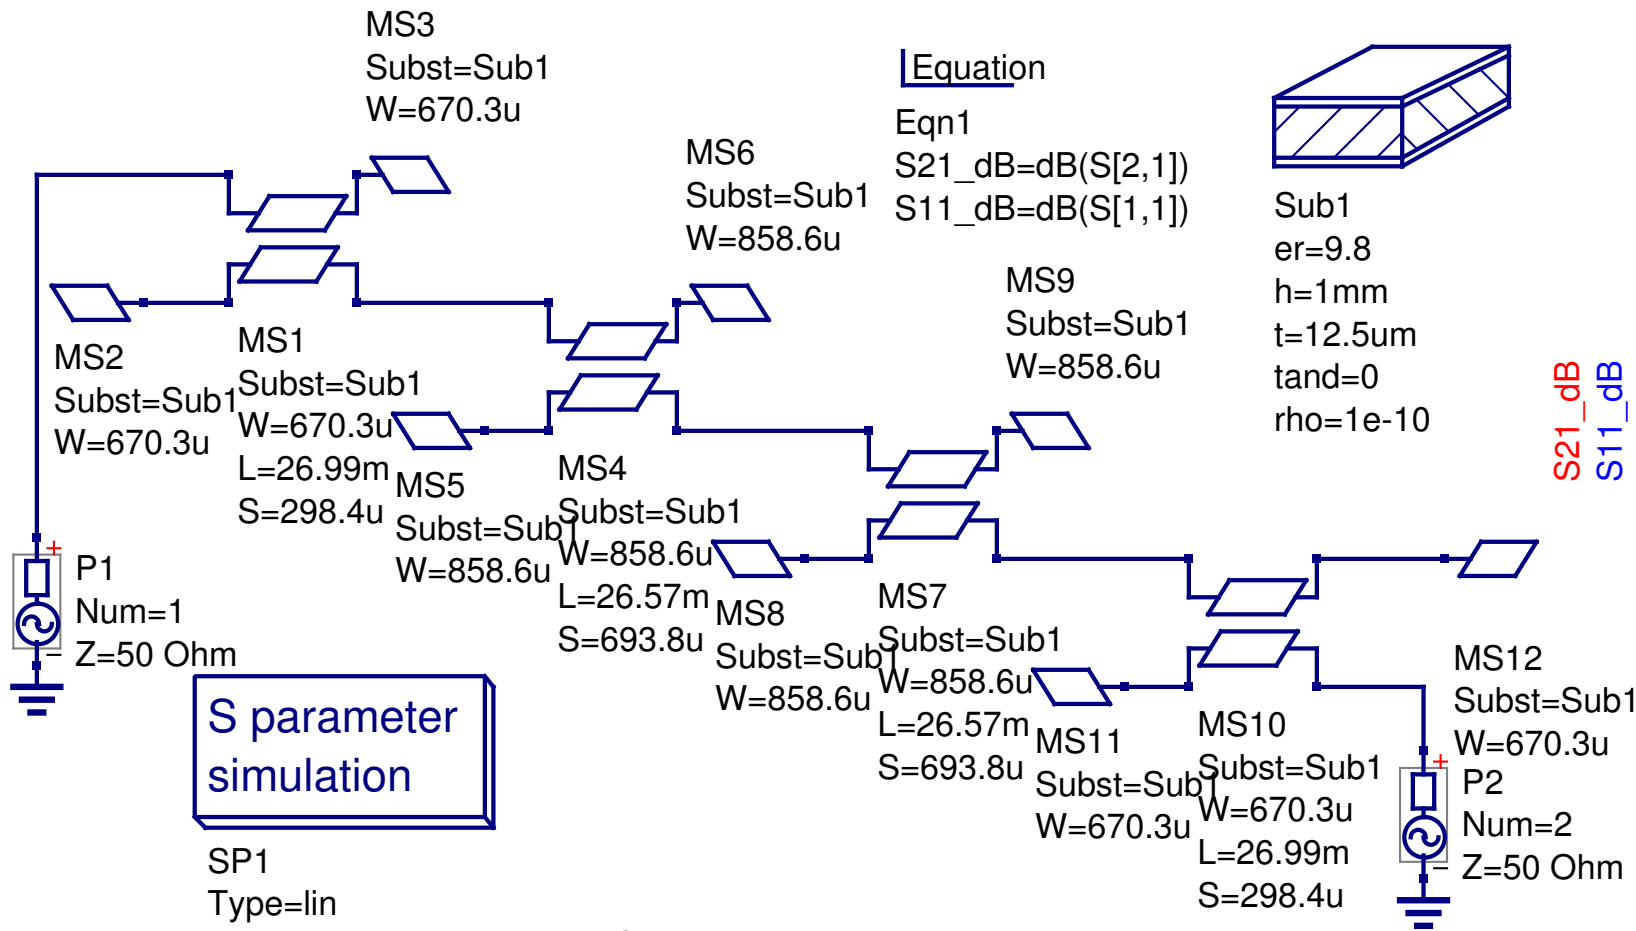 MS3
Subst=Sub1
W=670.3u
Equation
Eqn1
S21_dB=dB(S[2,1])
S11_dB=dB(S[1,1])
MS6
Subst=Sub1
W=858.6u
Sub1
er=9.8
h=1mm
t=12.5um
tand=0
rho=1e-10
MS9
Subst=Sub1
W=858.6u
MS2
Subst=Sub1
W=670.3u
MS1
Subst=Sub1
W=670.3u
L=26.99m
S=298.4u
S21_dB
S11_dB
MS5
Subst=Sub1
W=858.6u
MS4
Subst=Sub1
W=858.6u
L=26.57m
S=693.8u
+
P1
Num=1
Z=50 Ohm
−
MS8
Subst=Sub1
W=858.6u
MS7
Subst=Sub1
W=858.6u
L=26.57m
S=693.8u
MS12
Subst=Sub1
W=670.3u
S parameter
simulation
SP1
Type=lin
MS11
Subst=Sub1
W=670.3u
MS10
Subst=Sub1
W=670.3u
L=26.99m
S=298.4u
+
P2
Num=2
Z=50 Ohm
−